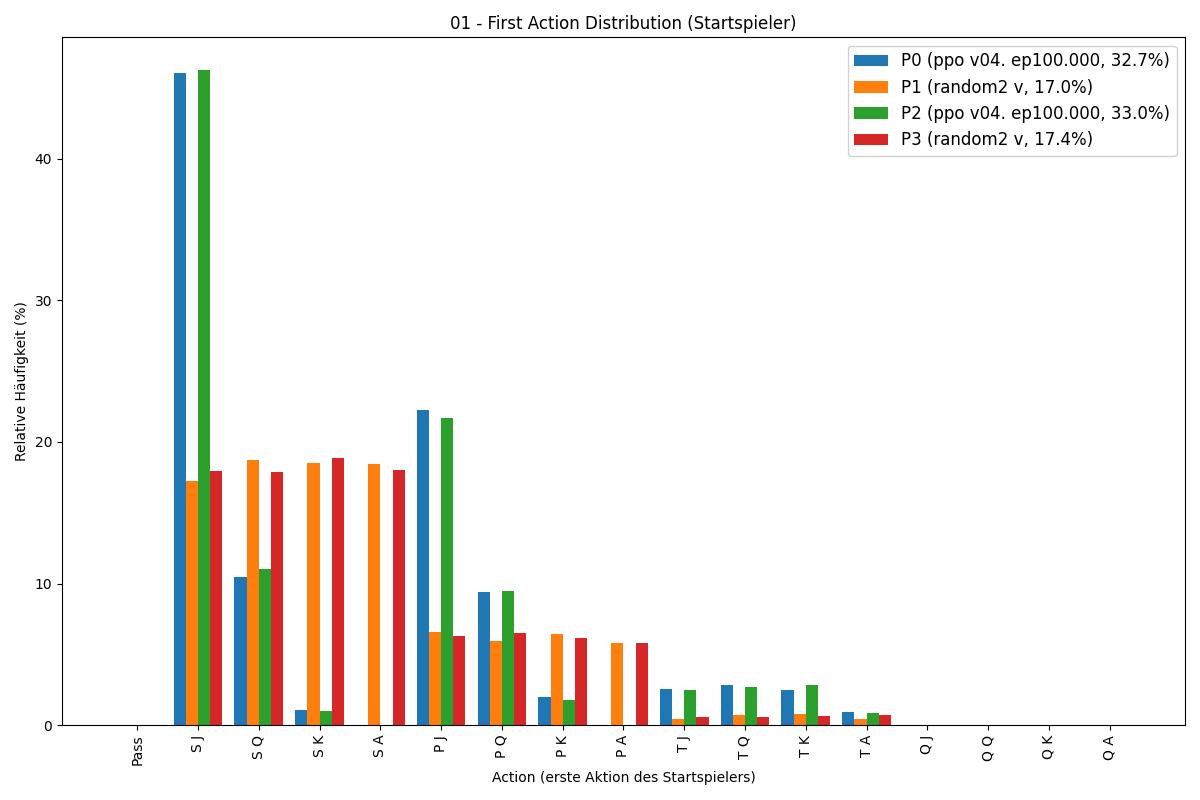 01 - First Action Distribution (Startspieler)
P0 (ppo v04. ep100.000, 32.7%)
P1 (random2 v, 17.0%)
P2 (ppo v04. ep100.000, 33.0%)
P3 (random2 v, 17.4%)
Relative Häufigkeit (%)
40
30
20
10
0
Pass
S J
S Q
S K
S A
P J
P Q
P K
P A
T J
T Q
T K
T A
Q J
Q Q
Q K
Q A
Action (erste Aktion des Startspielers)